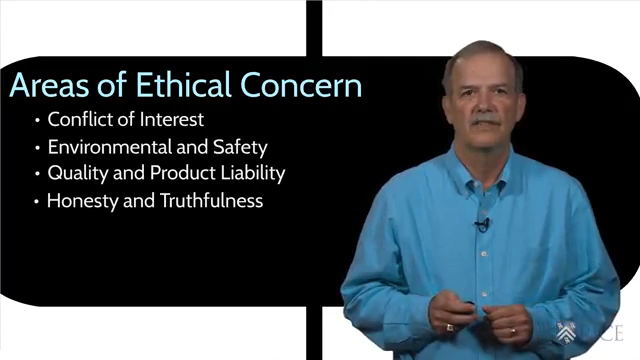 Areas of Ethical Concern
• Conflict of Interest
• Environmental and Safety
• Quality and Product Liability
• Honesty and Truthfulness